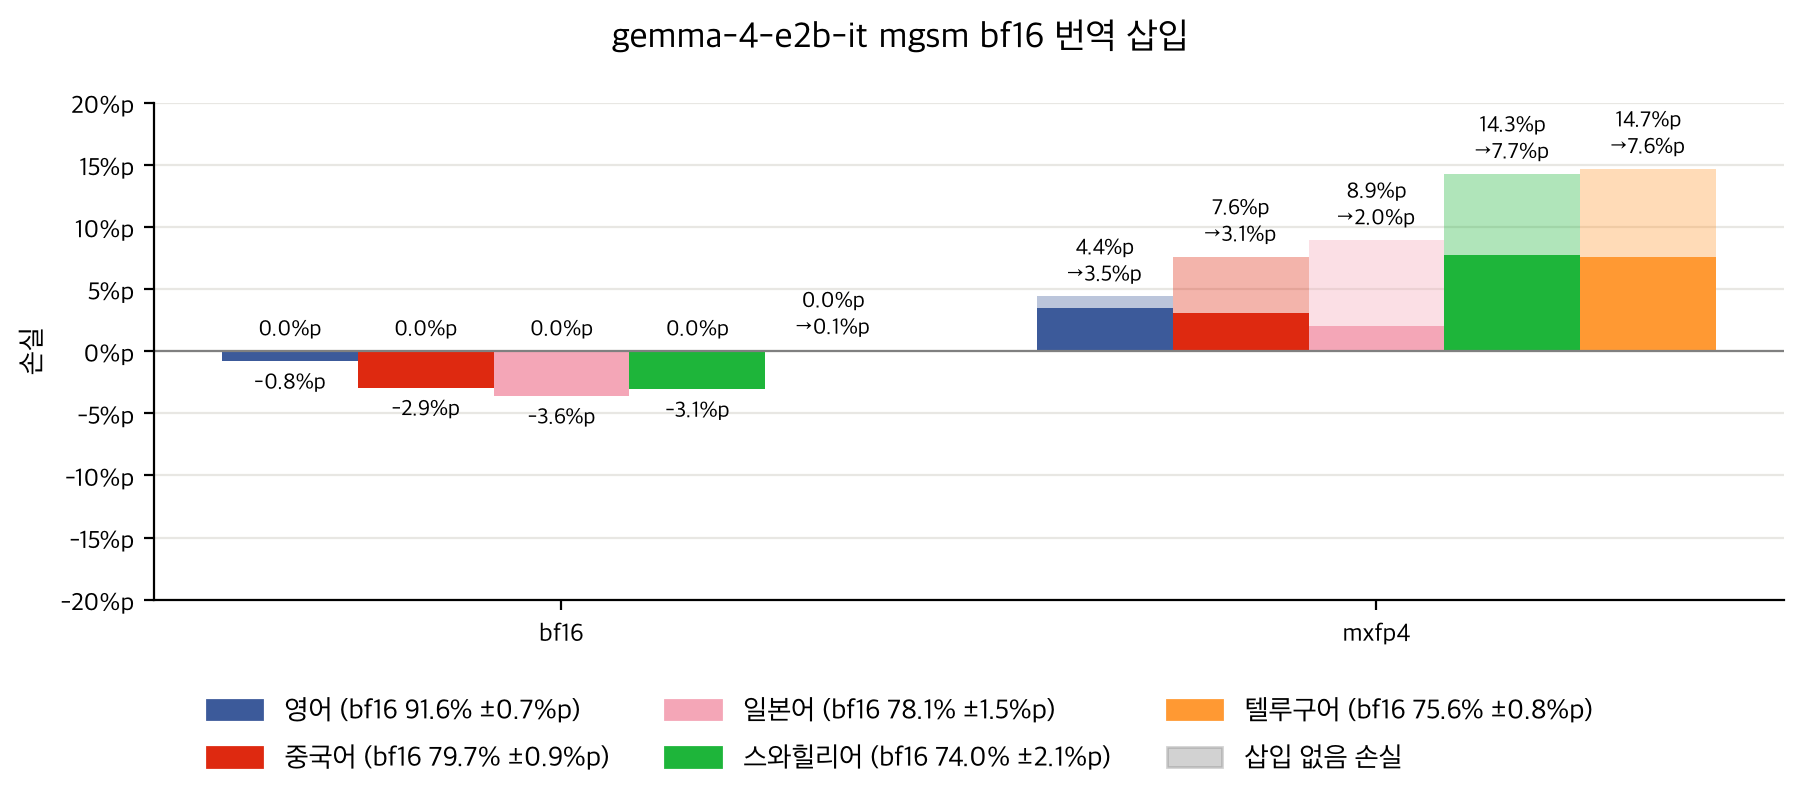 gemma-4-e2b-it mgsm bf16 번역 삽입
손실
20%p
15%p
10%p
5%p
0%p
-5%p
-10%p
-15%p
-20%p
0.0%p
-0.8%p
0.0%p
-2.9%p
0.0%p
-3.6%p
0.0%p
-3.1%p
0.0%p
→0.1%p
4.4%p
→3.5%p
7.6%p
→3.1%p
8.9%p
→2.0%p
14.3%p
→7.7%p
14.7%p
→7.6%p
bf16
mxfp4
영어 (bf16 91.6% ±0.7%p)
중국어 (bf16 79.7% ±0.9%p)
일본어 (bf16 78.1% ±1.5%p)
스와힐리어 (bf16 74.0% ±2.1%p)
텔루구어 (bf16 75.6% ±0.8%p)
삽입 없음 손실